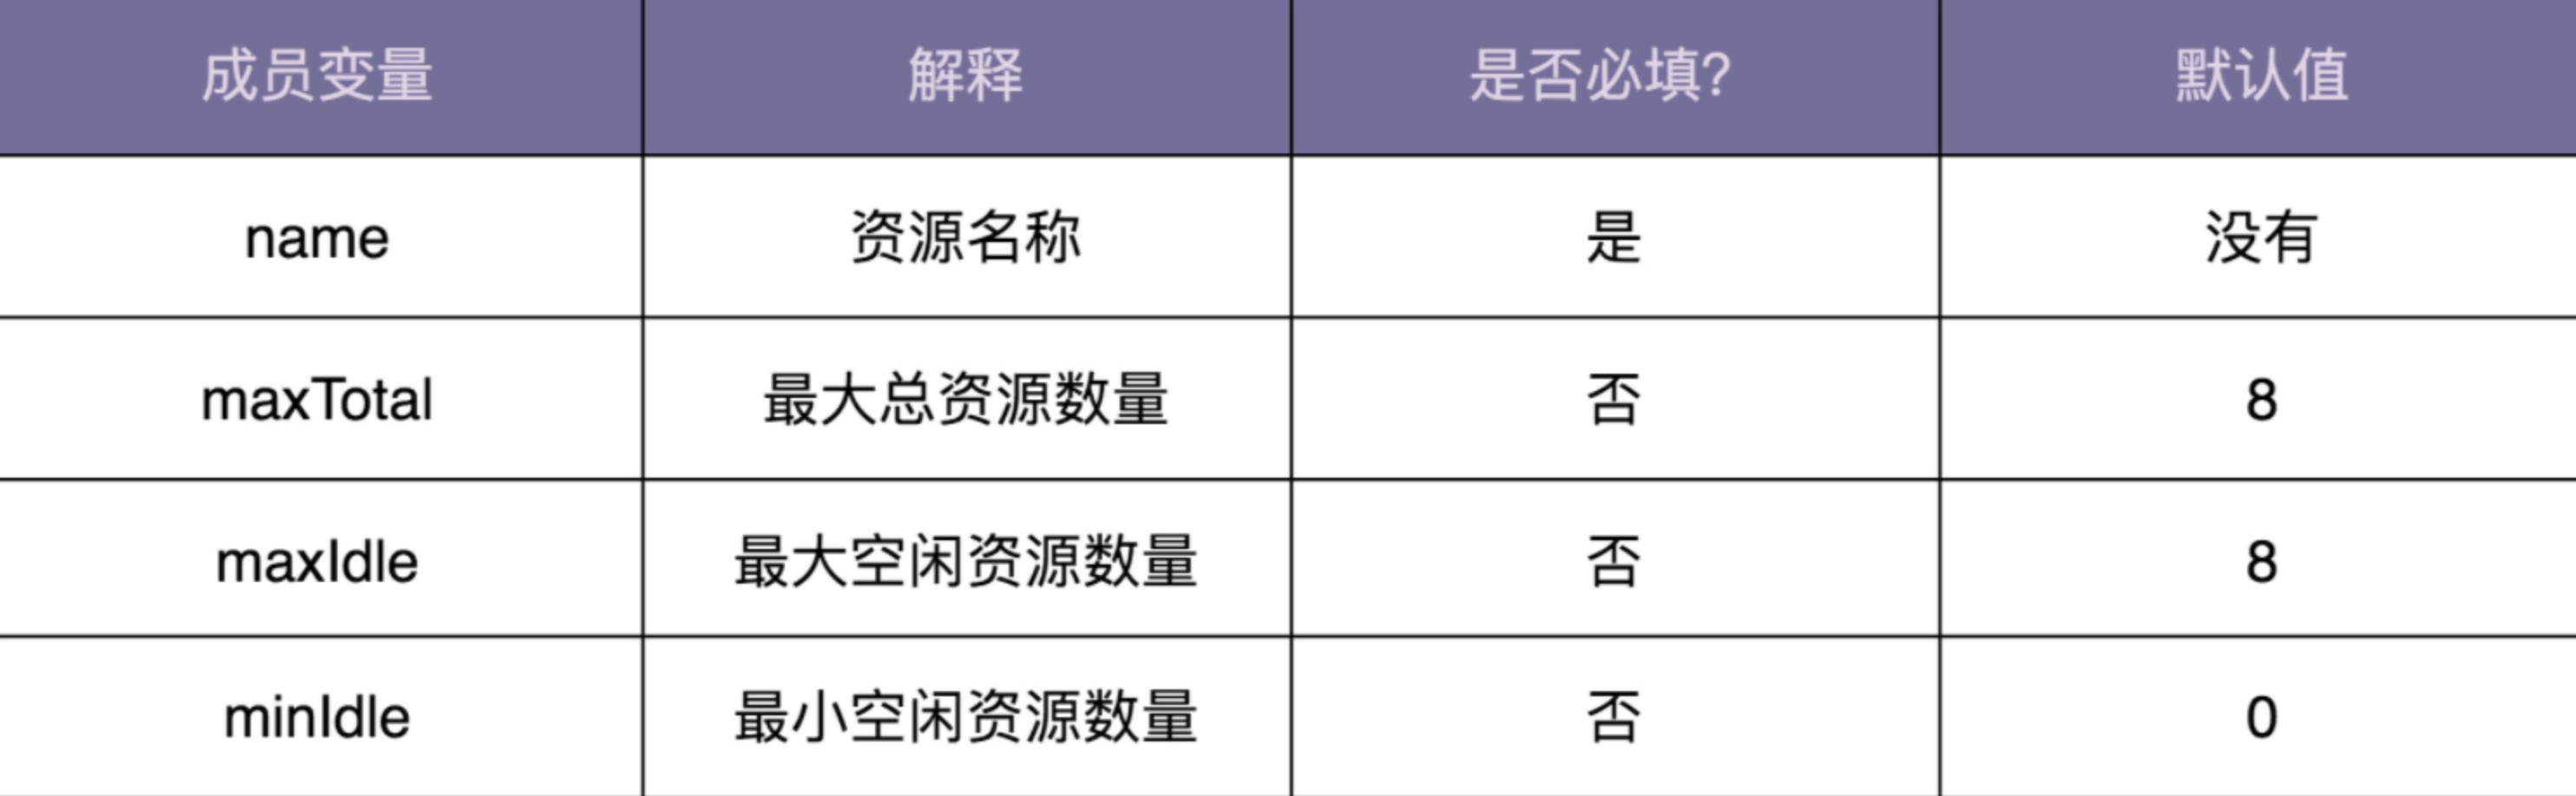 成员变量 解释 是否必填? 默认值
name 资源名称 是 没有
maxTotal 最大总资源数量 否 8
maxIdle 最大空闲资源数量 否 8
minIdle 最小空闲资源数量 否 0